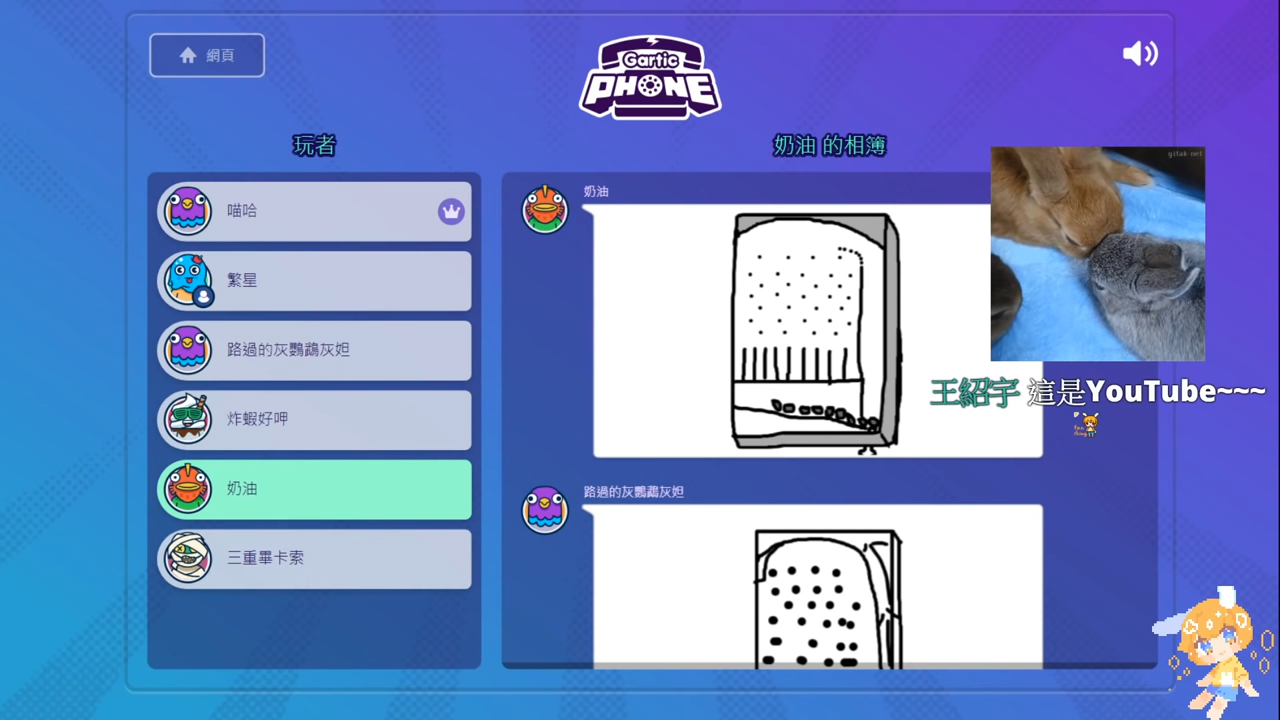 網頁
Gartic
PHONE
玩者
奶油 的相簿
喵哈
繁星
路過的灰鸚鵡灰妲
炸蝦好呷
奶油
三重畢卡索
奶油
路過的灰鸚鵡灰妲
gifak-net
王紹宇 這是YouTube~~~